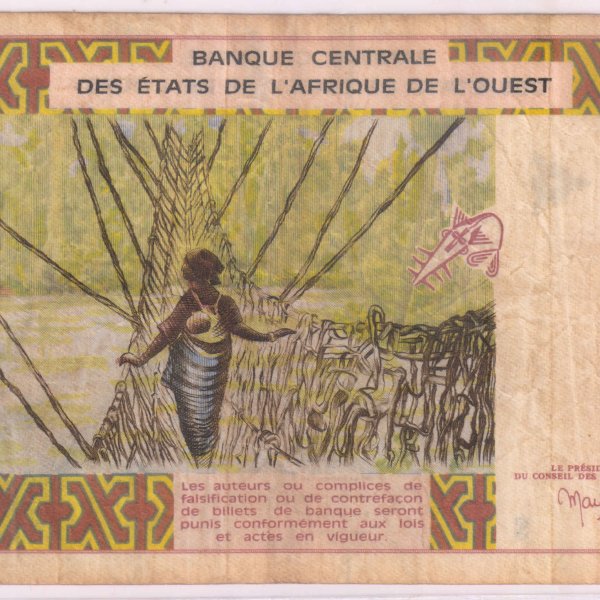 BANQUE CENTRALE
DES ÉTATS DE L'AFRIQUE DE L'OUEST
Les auteurs ou complices de
falsification ou de contrefaçon
de billets de banque seront
punis conformément aux lois
et actes en vigueur.
LE PRÉSID
DU CONSEIL DES